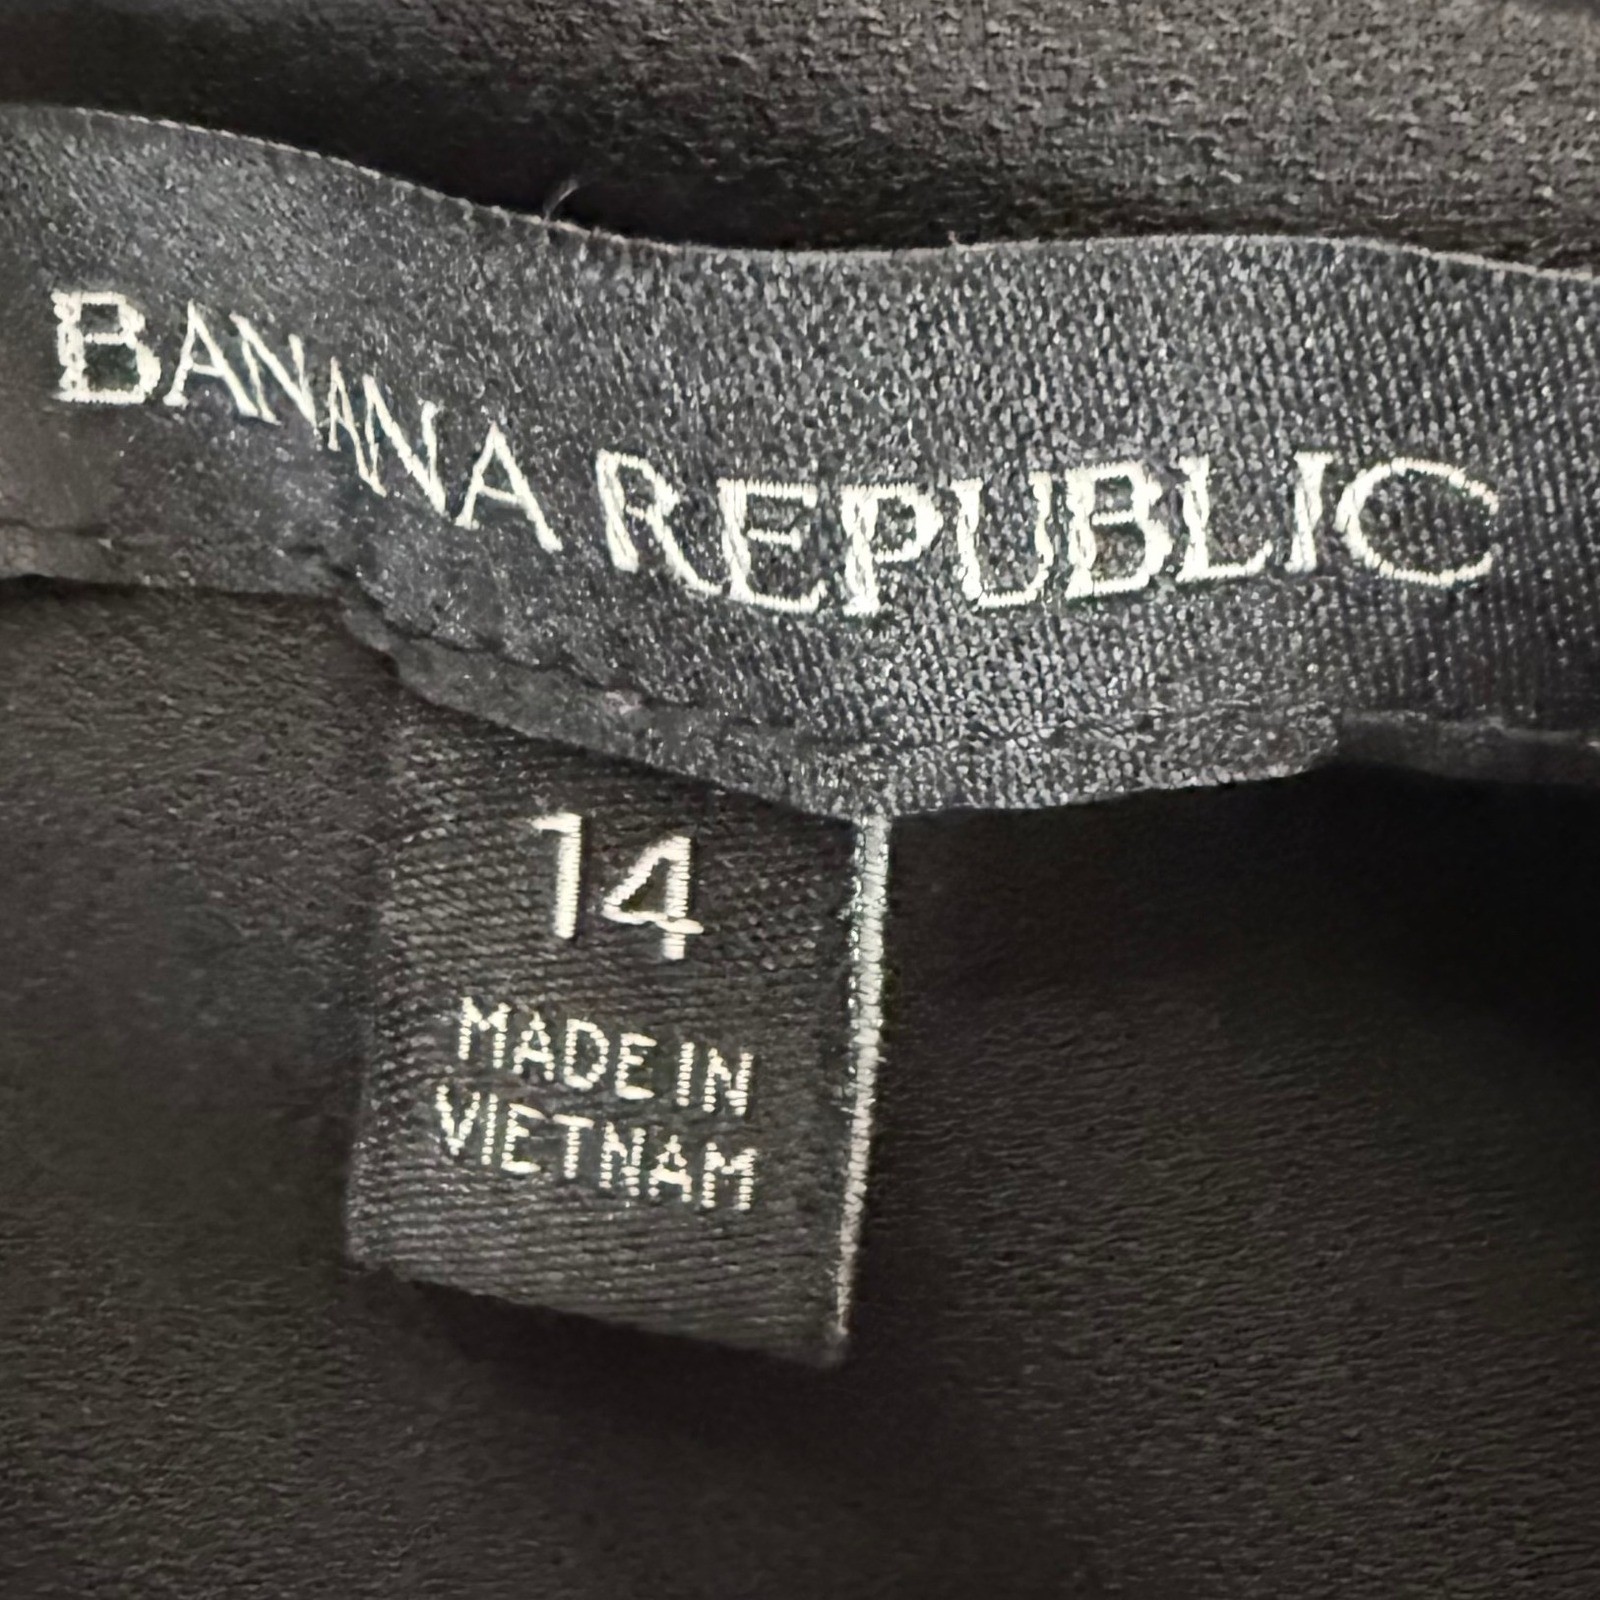 BANANA REPUBLIC
14
MADE IN
VIETNAM